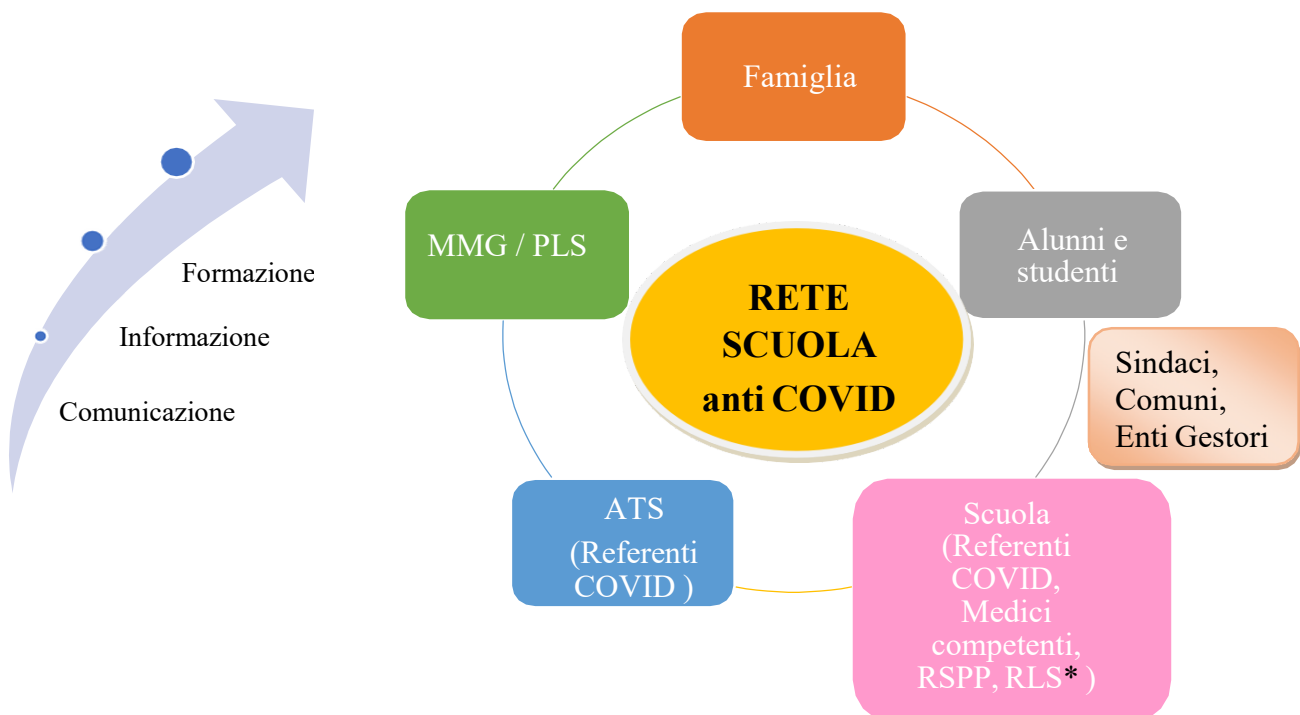 Famiglia
MMG / PLS
Alunni e
studenti
Formazione
Informazione
Comunicazione
RETE
SCUOLA
anti COVID
Sindaci,
Comuni,
Enti Gestori
ATS
(Referenti
COVID )
Scuola
(Referenti
COVID,
Medici
competenti,
RSPP, RLS* )